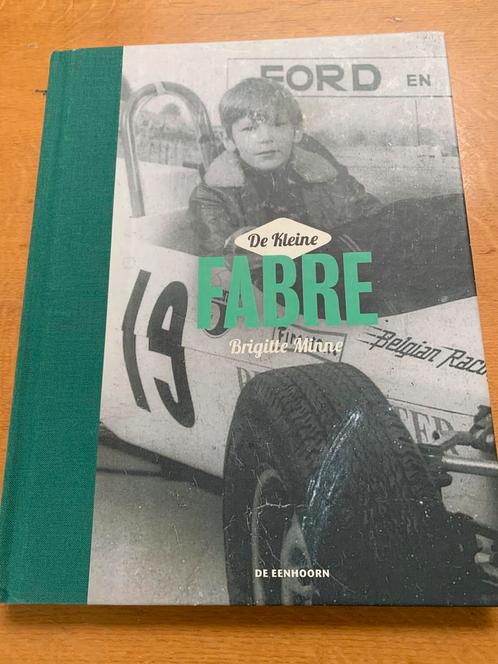 FORD EN
De Kleine
FABRE
Brigitte Minne
19
Belgian Rac
DE EENHOORN